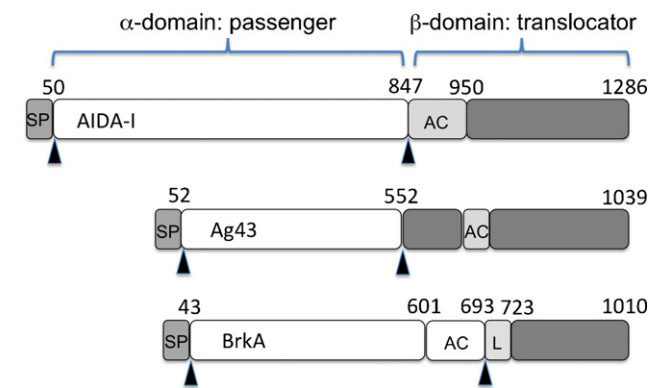 α-domain: passenger β-domain: translocator
50 847 950 1286
SP AIDA-I AC
52 552 1039
SP Ag43 AC
43 601 693 723 1010
SP BrkA AC L